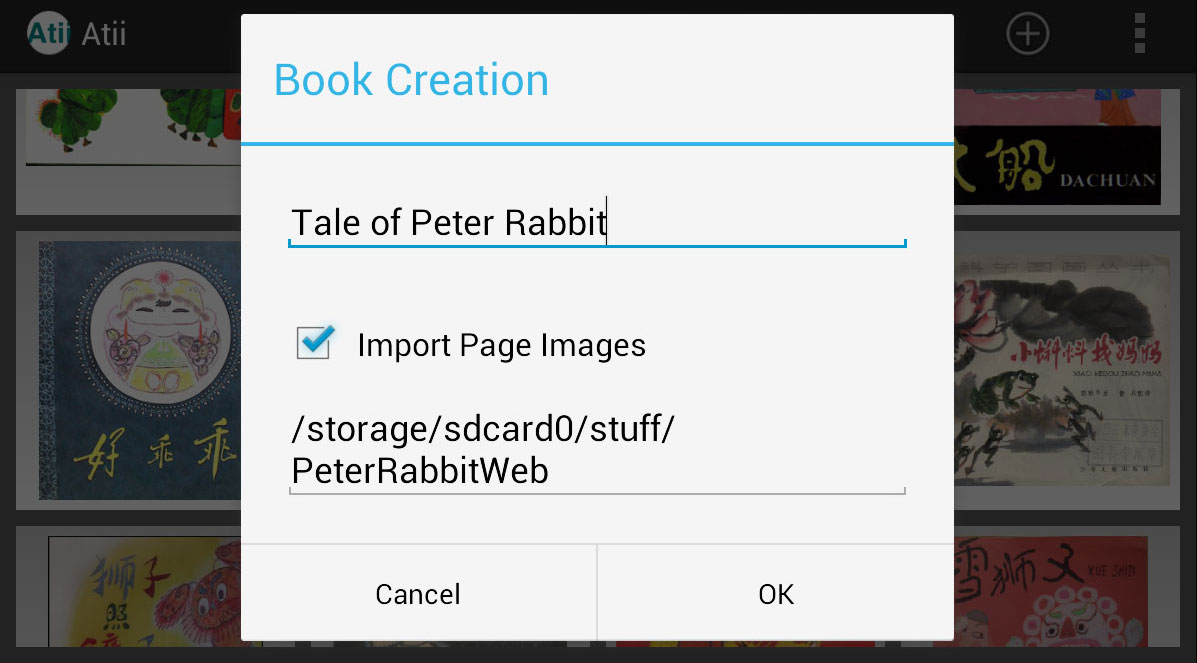 Atii Atii
Book Creation
Tale of Peter Rabbit
Import Page Images
/storage/sdcard0/stuff/
PeterRabbitWeb
Cancel
OK
船
DACHUAN
好乖乖
小蝌蚪找妈妈
XIAO KEDOU ZHAO MAMA
狮子
照
雪狮
XUE SHIZI